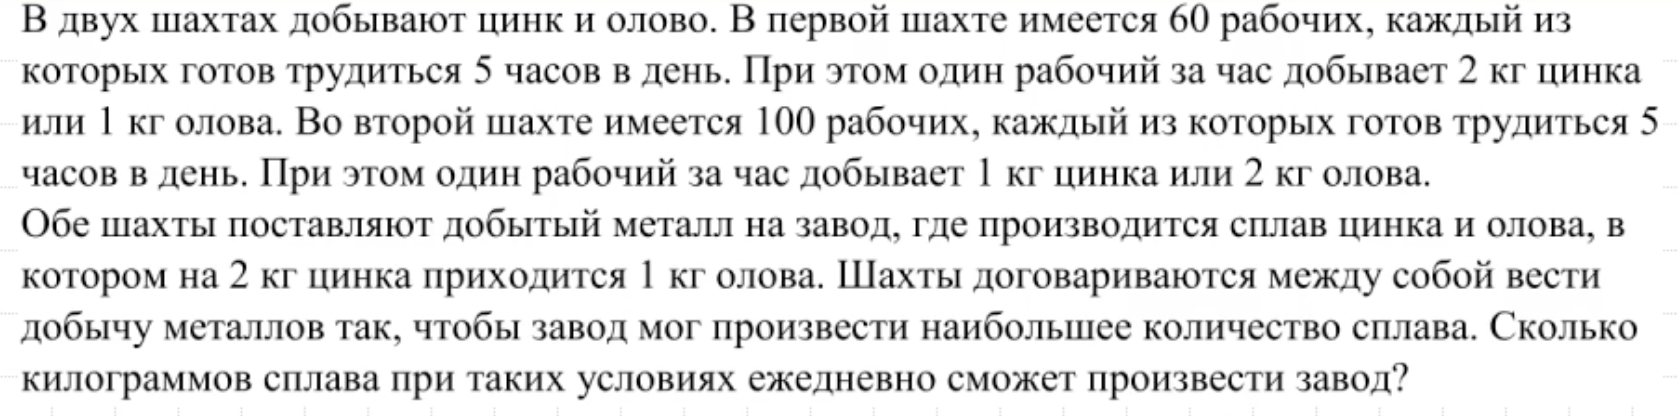 В двух шахтах добывают цинк и олово. В первой шахте имеется 60 рабочих, каждый из
которых готов трудиться 5 часов в день. При этом один рабочий за час добывает 2 кг цинка
или 1 кг олова. Во второй шахте имеется 100 рабочих, каждый из которых готов трудиться 5
часов в день. При этом один рабочий за час добывает 1 кг цинка или 2 кг олова.
Обе шахты поставляют добытый металл на завод, где производится сплав цинка и олова, в
котором на 2 кг цинка приходится 1 кг олова. Шахты договариваются между собой вести
добычу металлов так, чтобы завод мог произвести наибольшее количество сплава. Сколько
килограммов сплава при таких условиях ежедневно сможет произвести завод?